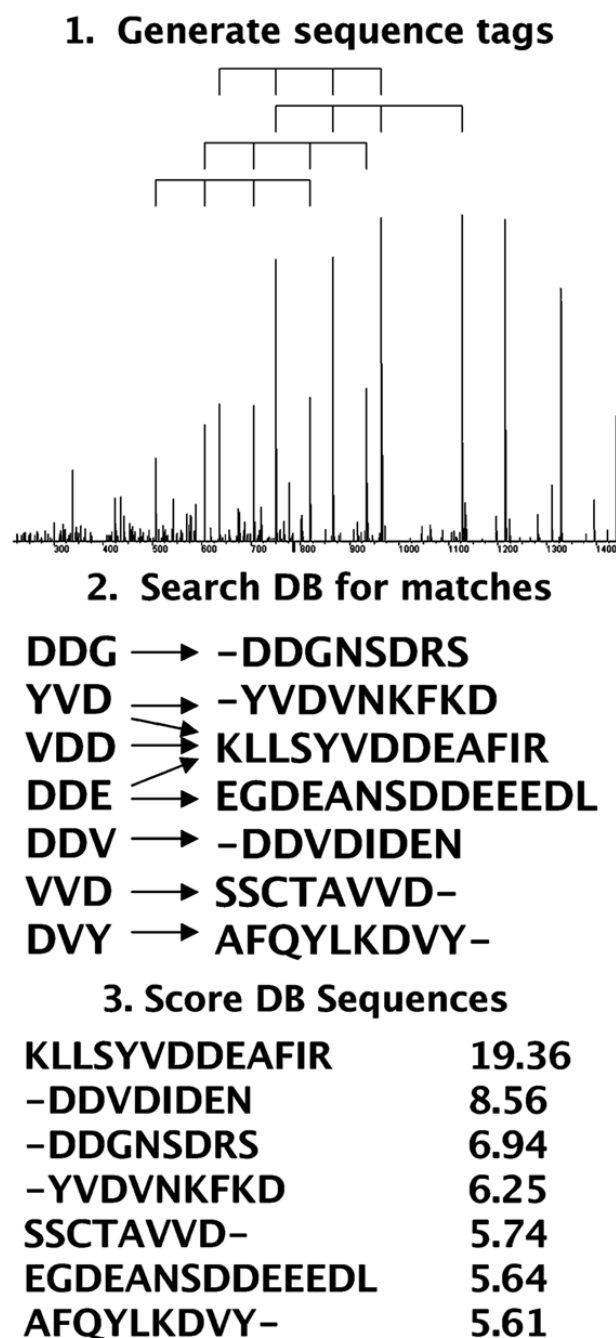 1. Generate sequence tags
300 400 500 600 700 800 900 1000 1100 1200 1300 1400
2. Search DB for matches
DDG -DDGNSDRS
YVD -YVDVNKFKD
VDD KLLSYVDDEAFIR
DDE EGDEANSDDEEEDL
DDV -DDVDIDEN
VVD SSCTAVVD-
DVY AFQYLKDVY-
3. Score DB Sequences
KLLSYVDDEAFIR 19.36
-DDVDIDEN 8.56
-DDGNSDRS 6.94
-YVDVNKFKD 6.25
SSCTAVVD- 5.74
EGDEANSDDEEEDL 5.64
AFQYLKDVY- 5.61